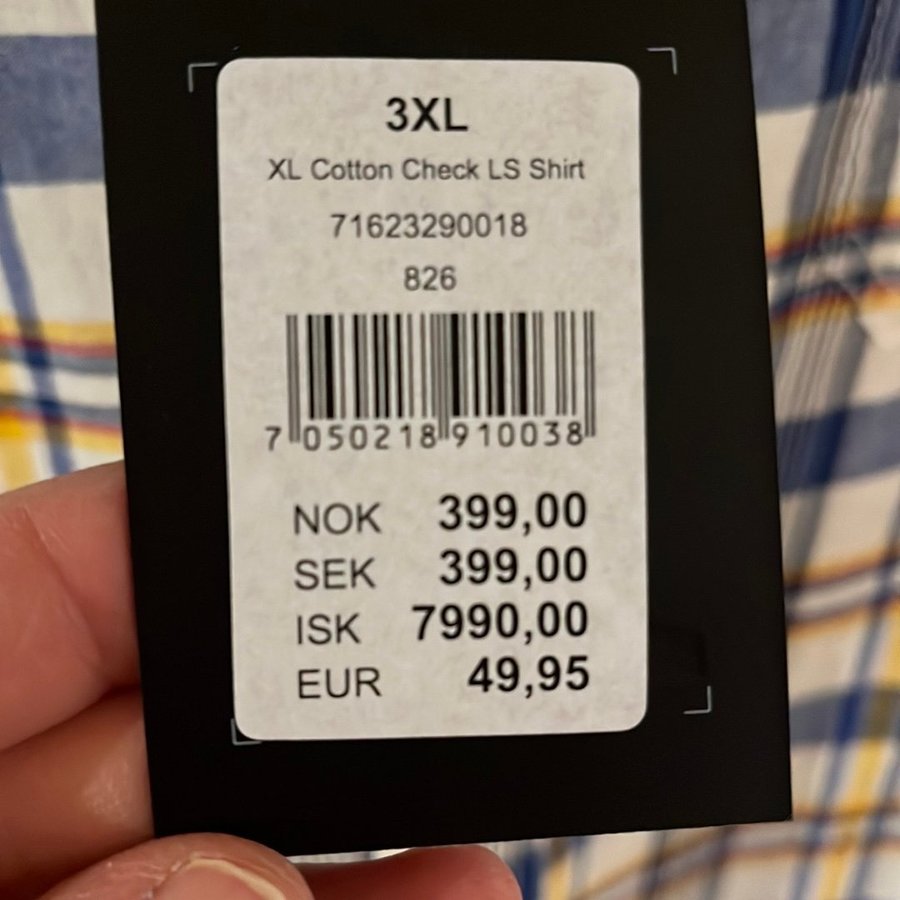 3XL
XL Cotton Check LS Shirt
71623290018
826
7 050218 910038
NOK 399,00
SEK 399,00
ISK 7990,00
EUR 49,95